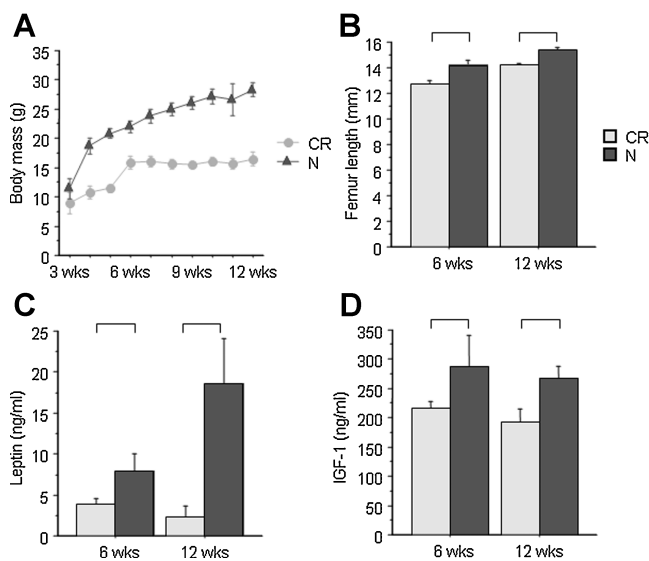 A
35
30
25
20
15
10
5
0
Body mass (g)
3 wks
6 wks
9 wks
12 wks
CR
N
B
16
14
12
10
8
6
4
2
0
Femur length (mm)
6 wks
12 wks
CR
N
C
25
20
15
10
5
0
Leptin (ng/ml)
6 wks
12 wks
D
350
300
250
200
150
100
50
0
IGF-1 (ng/ml)
6 wks
12 wks